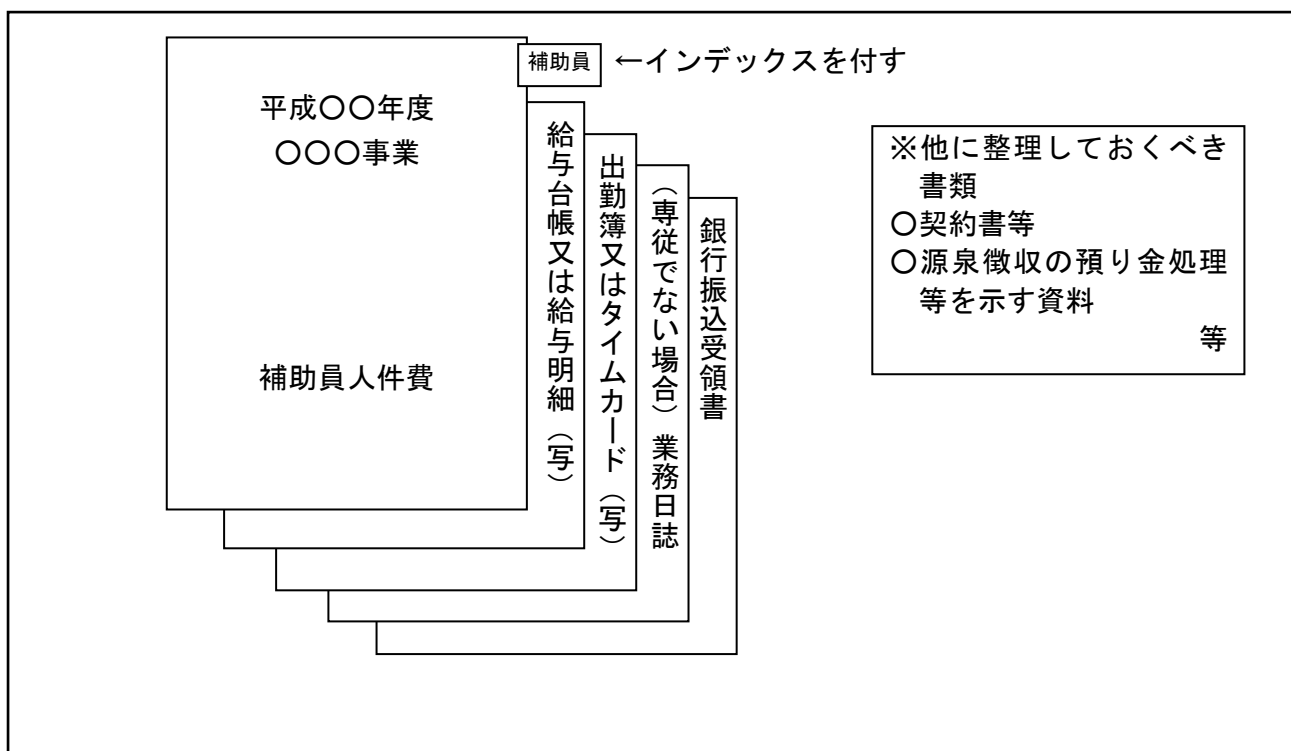 補助員
←インデックスを付す
平成〇〇年度
〇〇〇事業
補助員人件費
給与台帳又は給与明細（写）
出勤簿又はタイムカード（写）
（専従でない場合）業務日誌
銀行振込受領書
※他に整理しておくべき
書類
〇契約書等
〇源泉徴収の預り金処理
等を示す資料
等